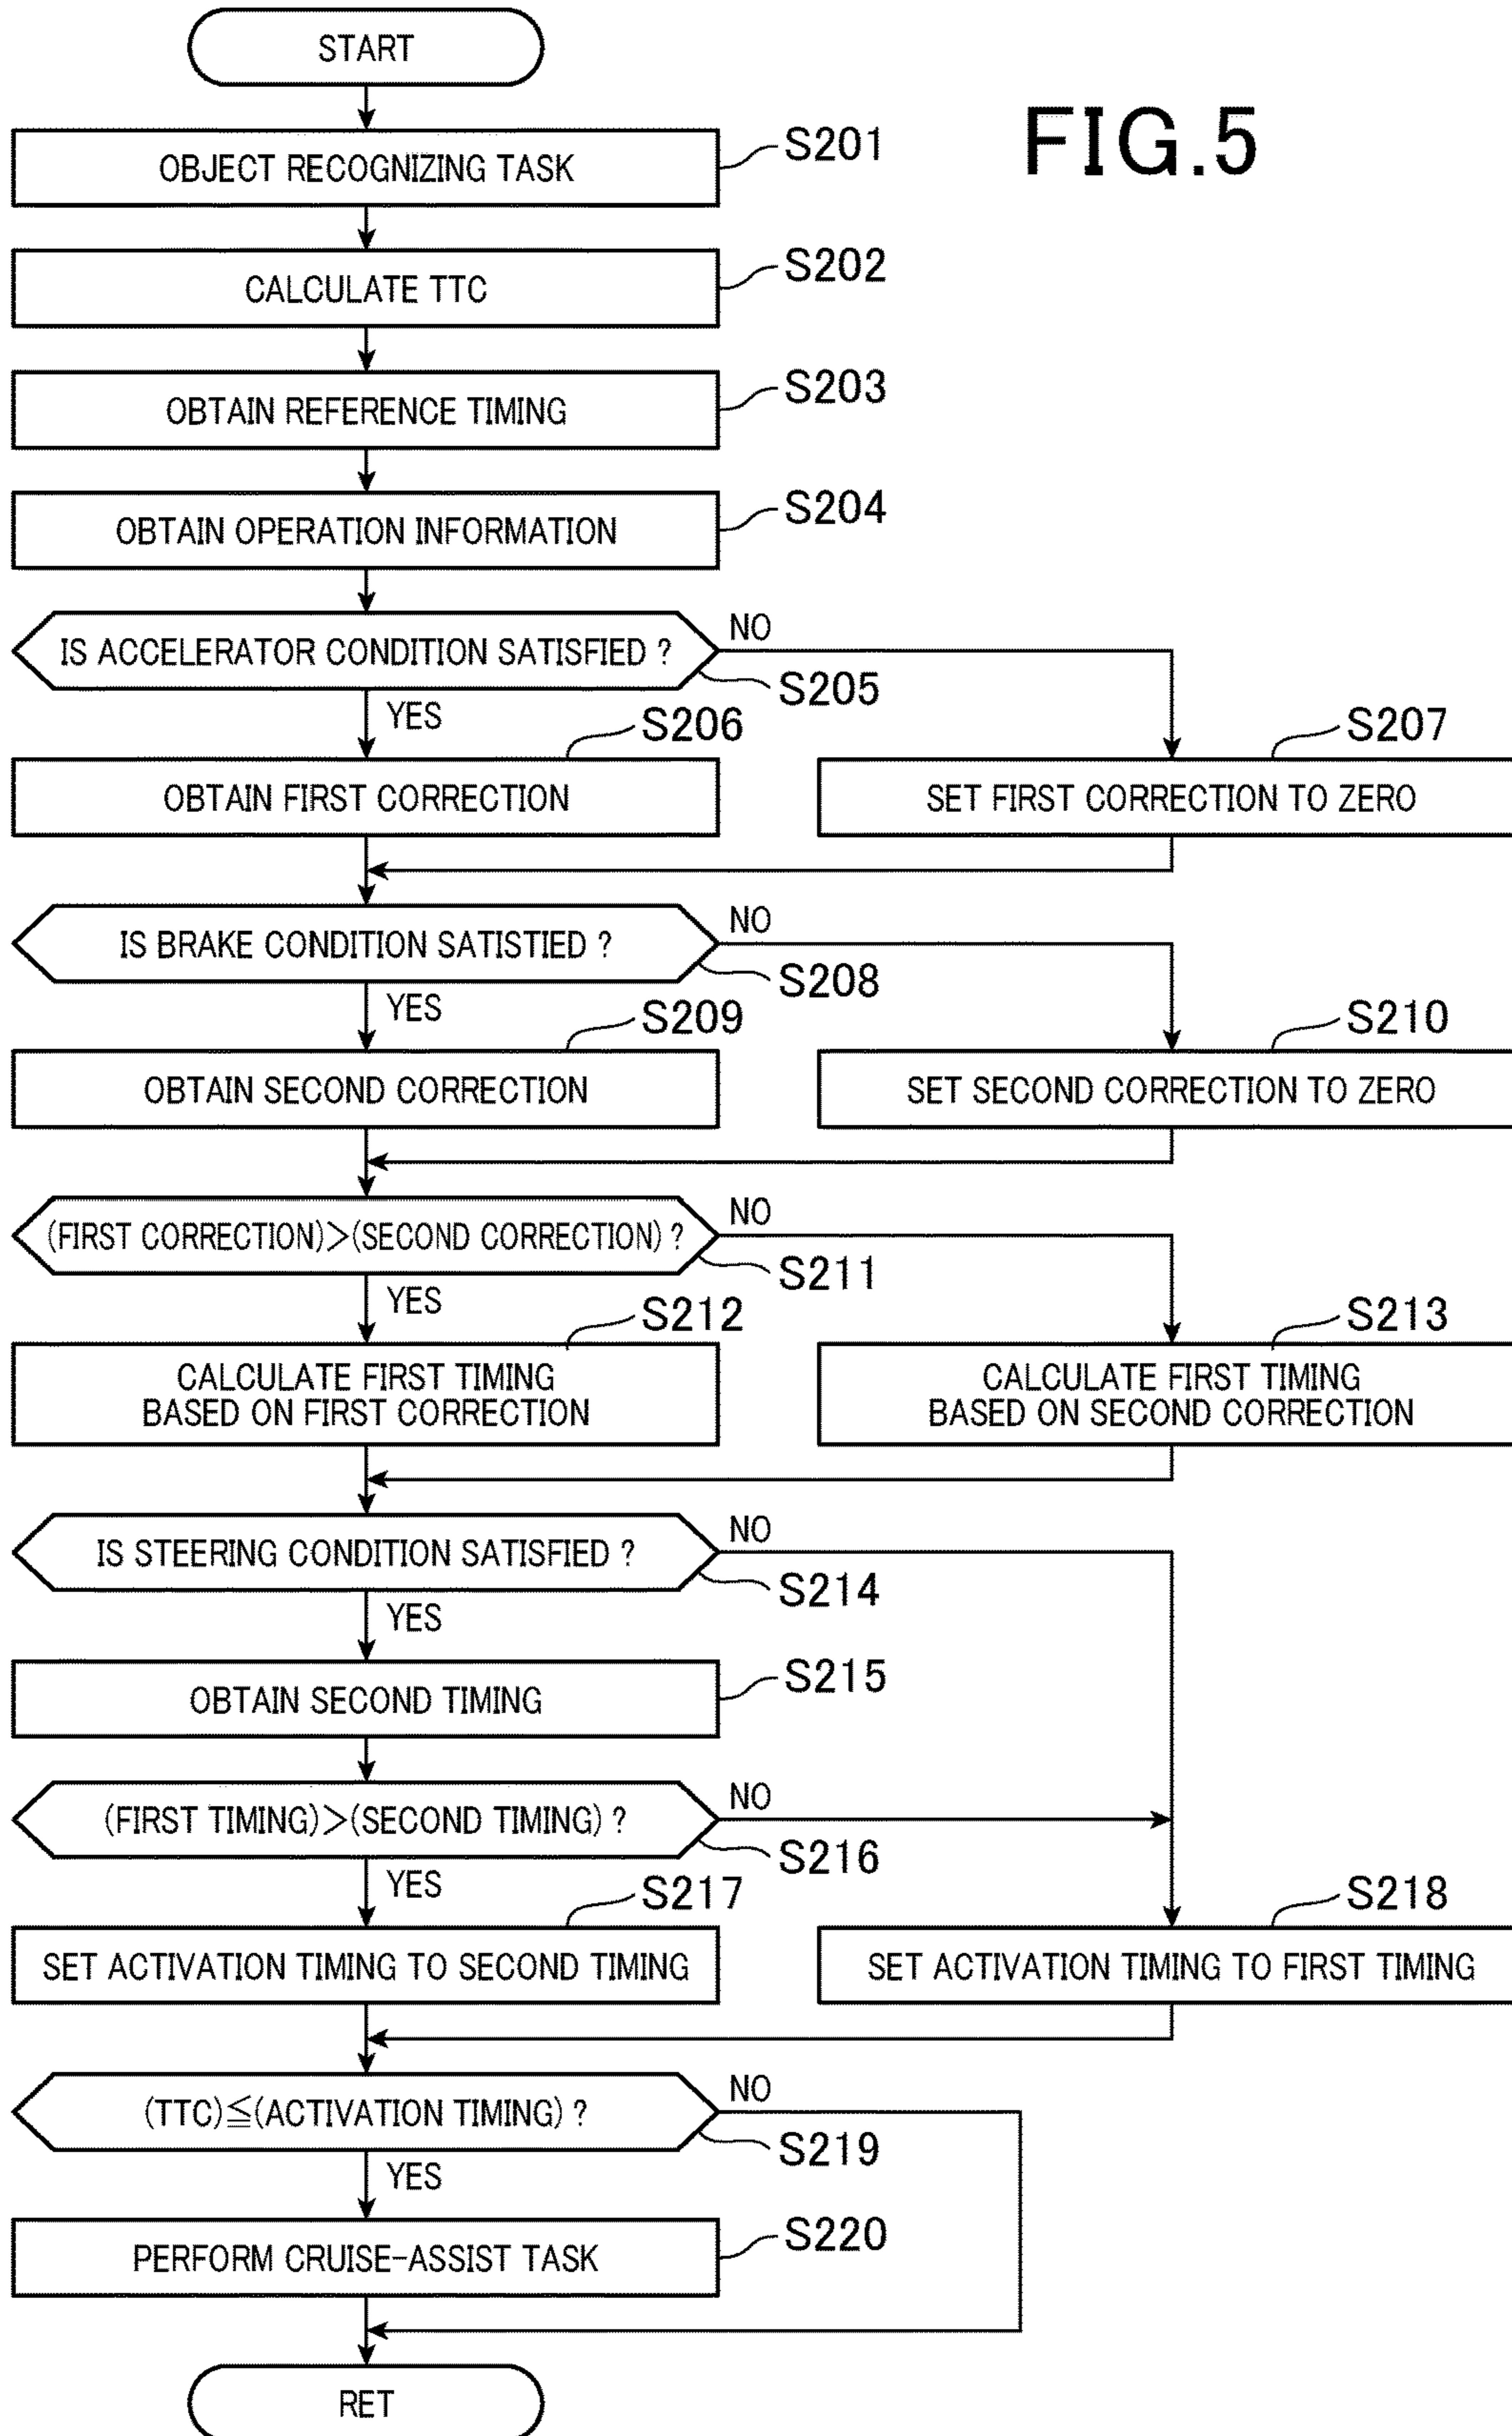 START
FIG.5
OBJECT RECOGNIZING TASK
S201
CALCULATE TTC
S202
OBTAIN REFERENCE TIMING
S203
OBTAIN OPERATION INFORMATION
S204
IS ACCELERATOR CONDITION SATISFIED ?
NO
S205
YES
S206
S207
OBTAIN FIRST CORRECTION
SET FIRST CORRECTION TO ZERO
IS BRAKE CONDITION SATISTIED ?
NO
S208
YES
S209
S210
OBTAIN SECOND CORRECTION
SET SECOND CORRECTION TO ZERO
(FIRST CORRECTION)>(SECOND CORRECTION) ?
NO
S211
YES
S212
S213
CALCULATE FIRST TIMING
BASED ON FIRST CORRECTION
CALCULATE FIRST TIMING
BASED ON SECOND CORRECTION
IS STEERING CONDITION SATISFIED ?
NO
S214
YES
OBTAIN SECOND TIMING
S215
(FIRST TIMING)>(SECOND TIMING) ?
NO
S216
YES
S217
S218
SET ACTIVATION TIMING TO SECOND TIMING
SET ACTIVATION TIMING TO FIRST TIMING
(TTC)≦(ACTIVATION TIMING) ?
NO
S219
YES
PERFORM CRUISE-ASSIST TASK
S220
RET